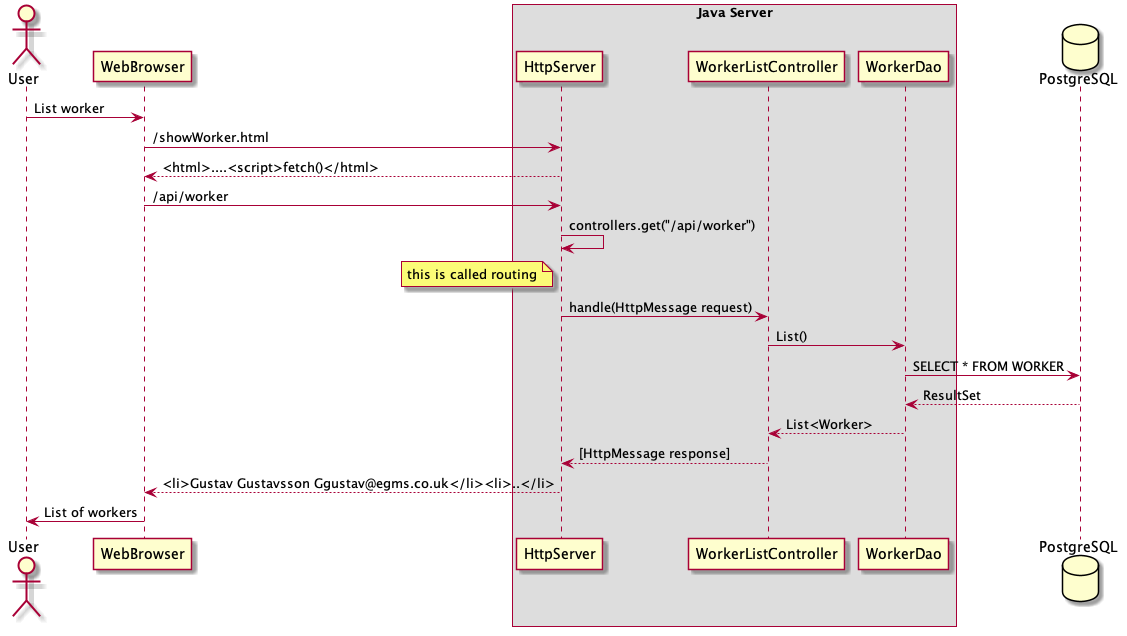 Java Server
User
WebBrowser
HttpServer
WorkerListController
WorkerDao
PostgreSQL
List worker
/showWorker.html
<html>....<script>fetch()</html>
/api/worker
controllers.get("/api/worker")
this is called routing
handle(HttpMessage request)
List()
SELECT * FROM WORKER
ResultSet
List<Worker>
[HttpMessage response]
<li>Gustav Gustavsson Ggustav@egms.co.uk</li><li>..</li>
List of workers
User
WebBrowser
HttpServer
WorkerListController
WorkerDao
PostgreSQL